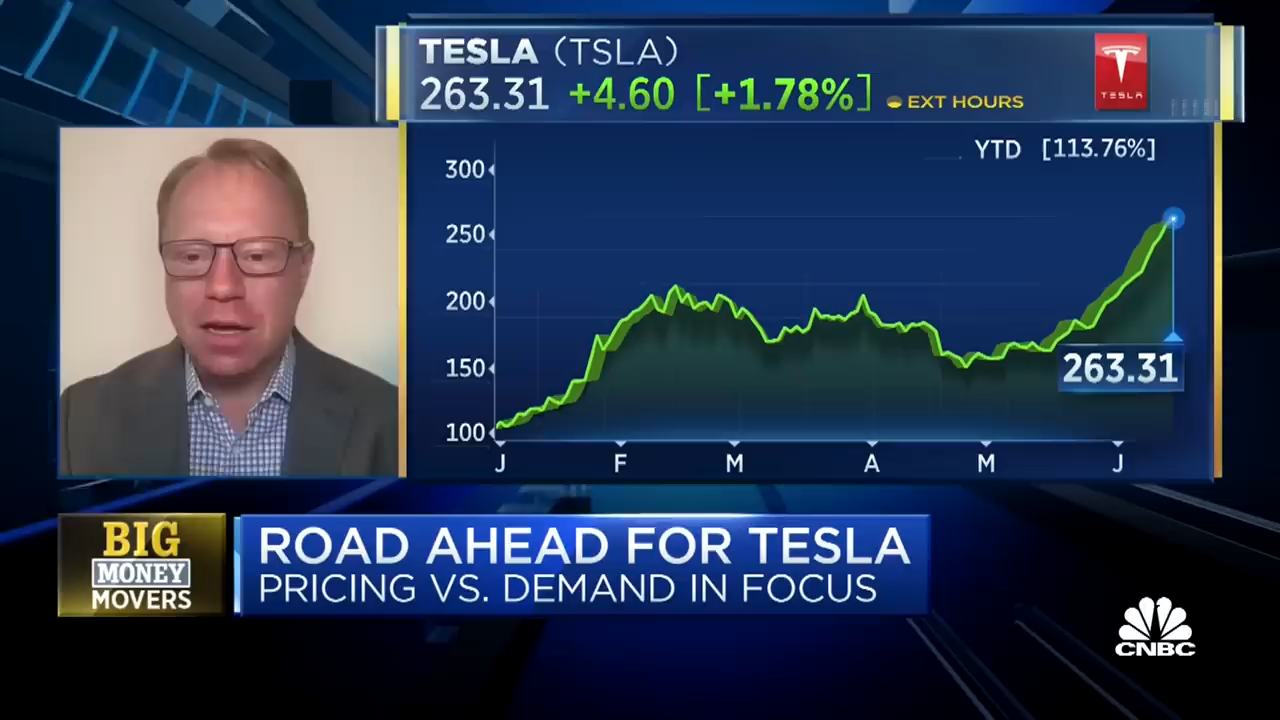 TESLA (TSLA)
263.31 +4.60 [+1.78%] EXT HOURS
TESLA
YTD [113.76%]
300
250
200
150
100
263.31
J F M A M J
BIG
MONEY
MOVERS
ROAD AHEAD FOR TESLA
PRICING VS. DEMAND IN FOCUS
CNBC